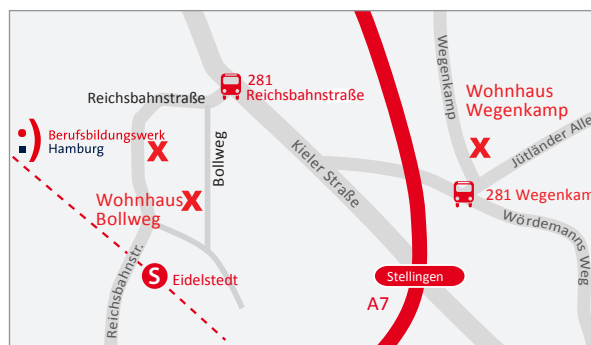 281
Reichsbahnstraße
Reichsbahnstraße
Wegenkamp
Wohnhaus
Wegenkamp
Berufsbildungswerk
Hamburg
Bollweg
Kieler Straße
Jütländer Alle
Wohnhaus
Bollweg
281 Wegenkam
Wördemanns Weg
Reichsbahnstr.
S
Eidelstedt
Stellingen
A7